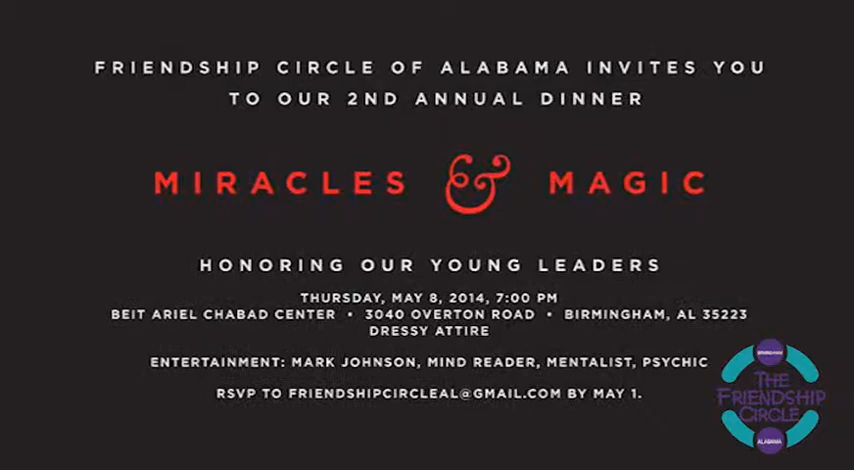 FRIENDSHIP CIRCLE OF ALABAMA INVITES YOU
TO OUR 2ND ANNUAL DINNER
MIRACLES & MAGIC
HONORING OUR YOUNG LEADERS
THURSDAY, MAY 8, 2014, 7:00 PM
BEIT ARIEL CHABAD CENTER • 3040 OVERTON ROAD • BIRMINGHAM, AL 35223
DRESSY ATTIRE
ENTERTAINMENT: MARK JOHNSON, MIND READER, MENTALIST, PSYCHIC
RSVP TO FRIENDSHIPCIRCLEAL@GMAIL.COM BY MAY 1.
BIRMINGHAM
THE
FRIENDSHIP
CIRCLE
ALABAMA